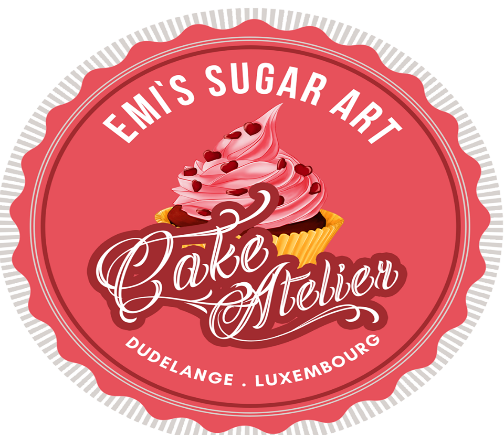 EMI'S SUGAR ART
Cake
Atelier
DUDELANGE . LUXEMBOURG